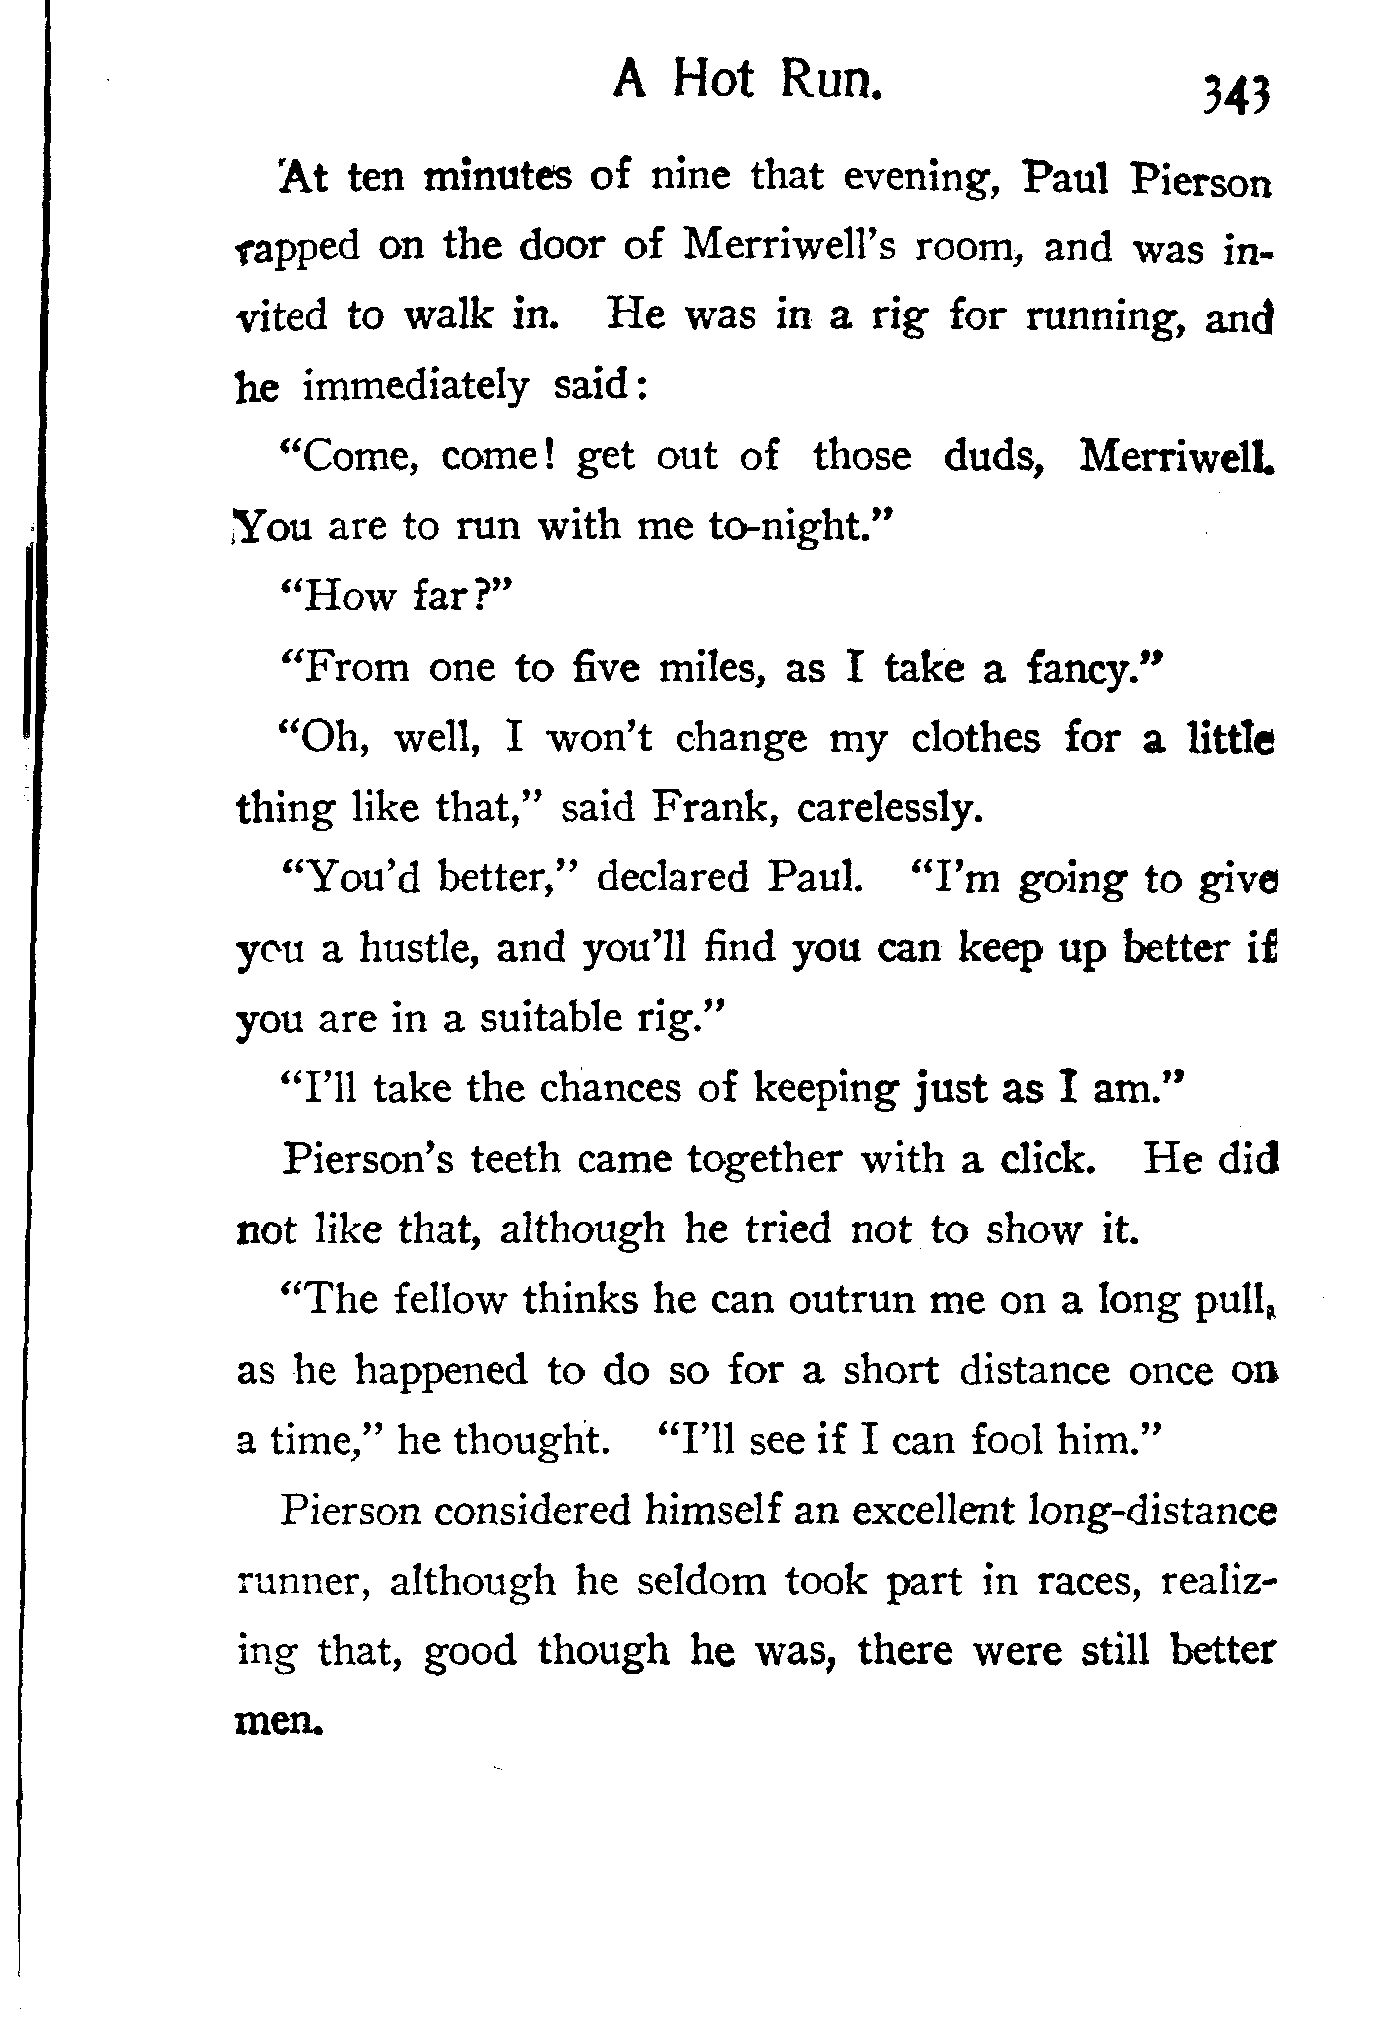 A Hot Run.
343
At ten minutes of nine that evening, Paul Pierson
rapped on the door of Merriwell's room, and was in-
vited to walk in. He was in a rig for running, and
he immediately said:
"Come, come! get out of those duds, Merriwell.
You are to run with me to-night."
"How far?"
"From one to five miles, as I take a fancy."
"Oh, well, I won't change my clothes for a little
thing like that," said Frank, carelessly.
"You'd better," declared Paul. "I'm going to give
you a hustle, and you'll find you can keep up better if
you are in a suitable rig."
"I'll take the chances of keeping just as I am."
Pierson's teeth came together with a click. He did
not like that, although he tried not to show it.
"The fellow thinks he can outrun me on a long pull,
as he happened to do so for a short distance once on
a time," he thought. "I'll see if I can fool him."
Pierson considered himself an excellent long-distance
runner, although he seldom took part in races, realiz-
ing that, good though he was, there were still better
men.